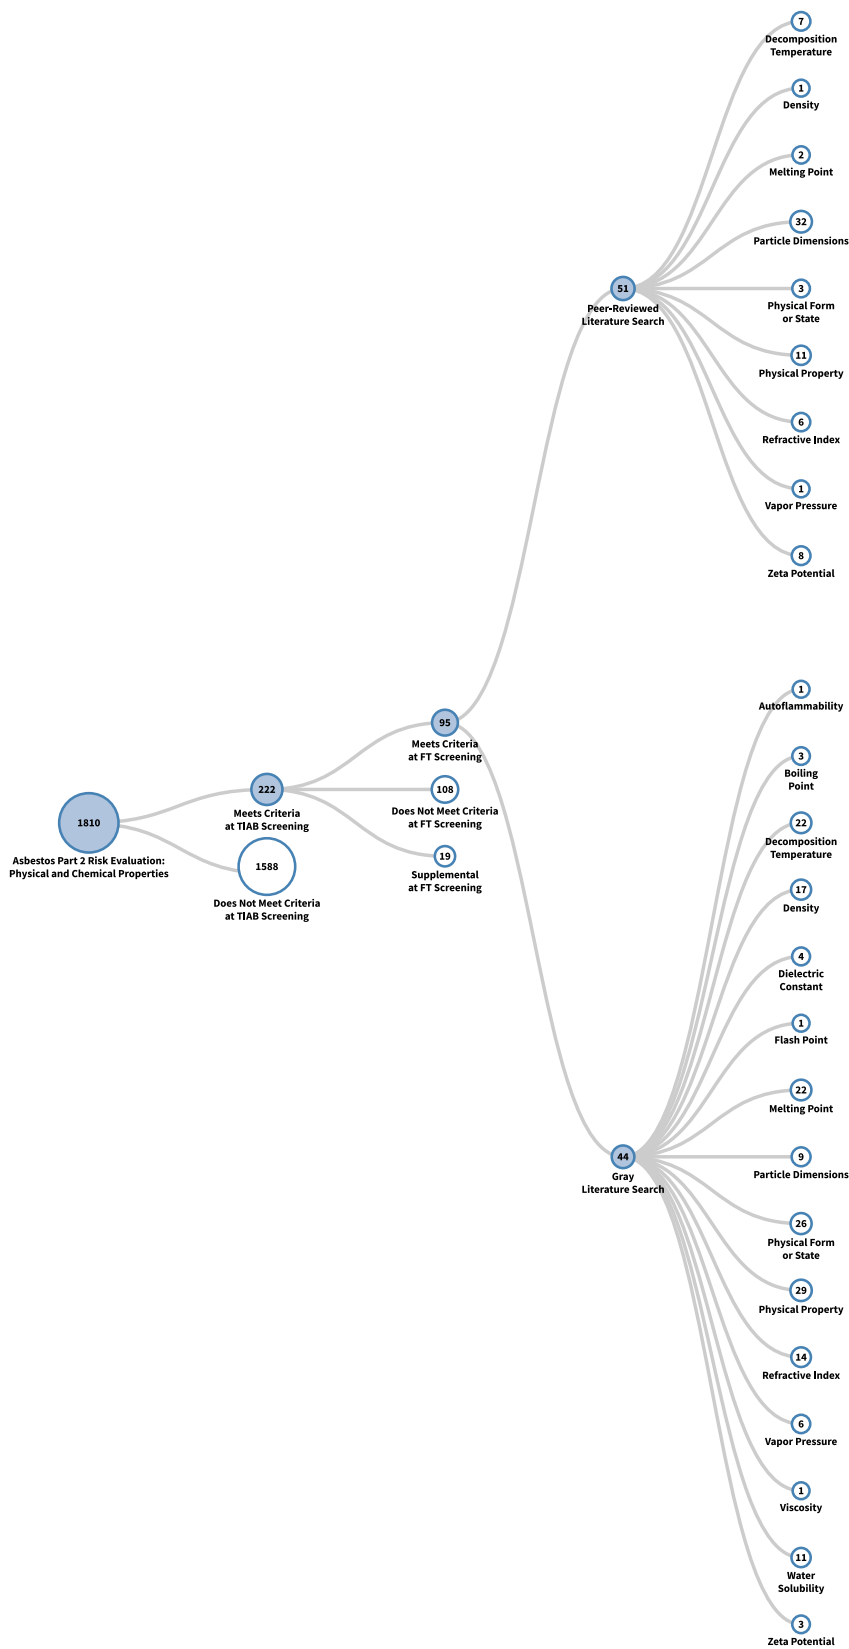 1810
Asbestos Part 2 Risk Evaluation:
Physical and Chemical Properties
222
Meets Criteria
at TIAB Screening
1588
Does Not Meet Criteria
at TIAB Screening
95
Meets Criteria
at FT Screening
108
Does Not Meet Criteria
at FT Screening
19
Supplemental
at FT Screening
51
Peer-Reviewed
Literature Search
7
Decomposition
Temperature
1
Density
2
Melting Point
32
Particle Dimensions
3
Physical Form
or State
11
Physical Property
6
Refractive Index
1
Vapor Pressure
8
Zeta Potential
44
Gray
Literature Search
1
Autoflammability
3
Boiling
Point
22
Decomposition
Temperature
17
Density
4
Dielectric
Constant
1
Flash Point
22
Melting Point
9
Particle Dimensions
26
Physical Form
or State
29
Physical Property
14
Refractive Index
6
Vapor Pressure
1
Viscosity
11
Water
Solubility
3
Zeta Potential